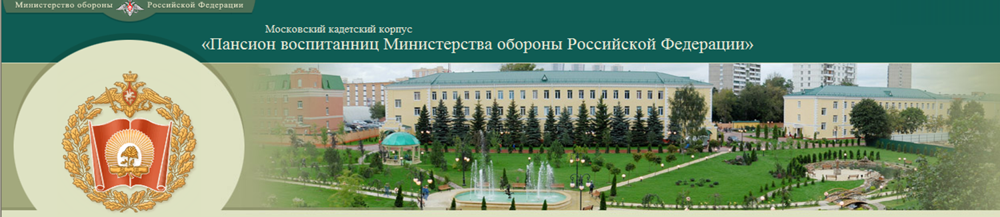 Министерство обороны Российской Федерации
Московский кадетский корпус
«Пансион воспитанниц Министерства обороны Российской Федерации»